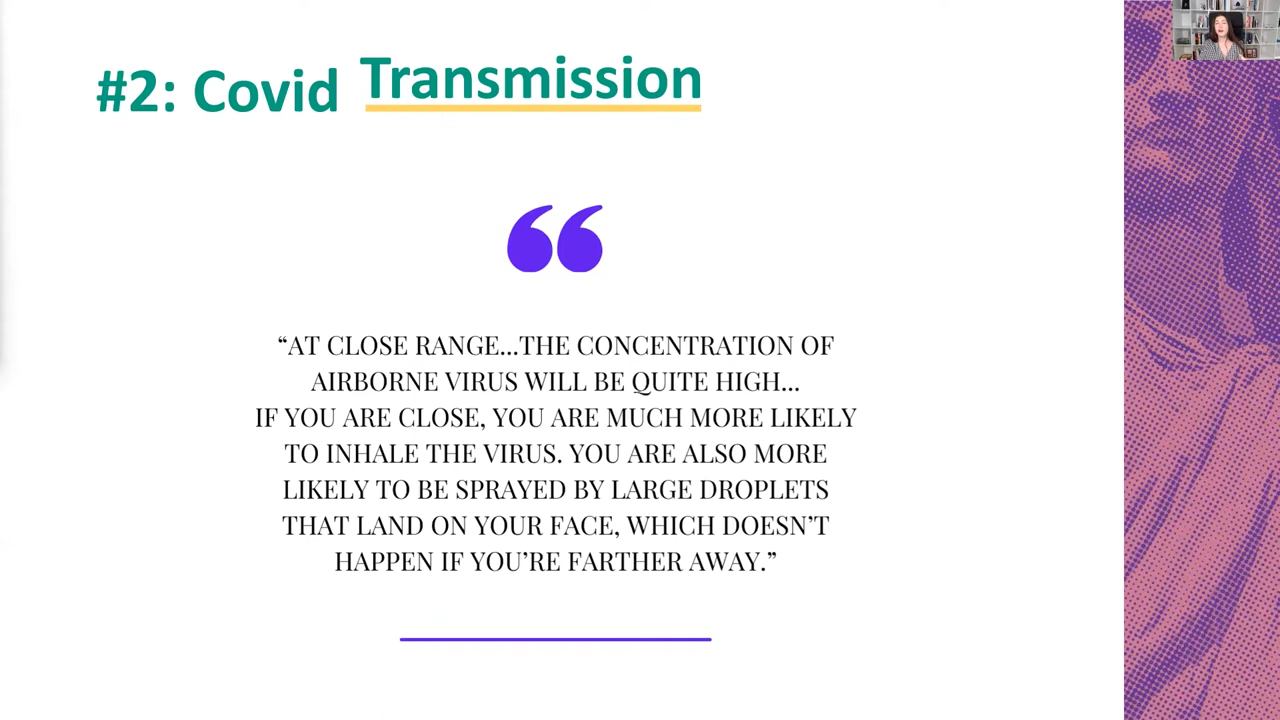 #2: Covid Transmission
“
“AT CLOSE RANGE...THE CONCENTRATION OF
AIRBORNE VIRUS WILL BE QUITE HIGH...
IF YOU ARE CLOSE, YOU ARE MUCH MORE LIKELY
TO INHALE THE VIRUS. YOU ARE ALSO MORE
LIKELY TO BE SPRAYED BY LARGE DROPLETS
THAT LAND ON YOUR FACE, WHICH DOESN’T
HAPPEN IF YOU’RE FARTHER AWAY.”